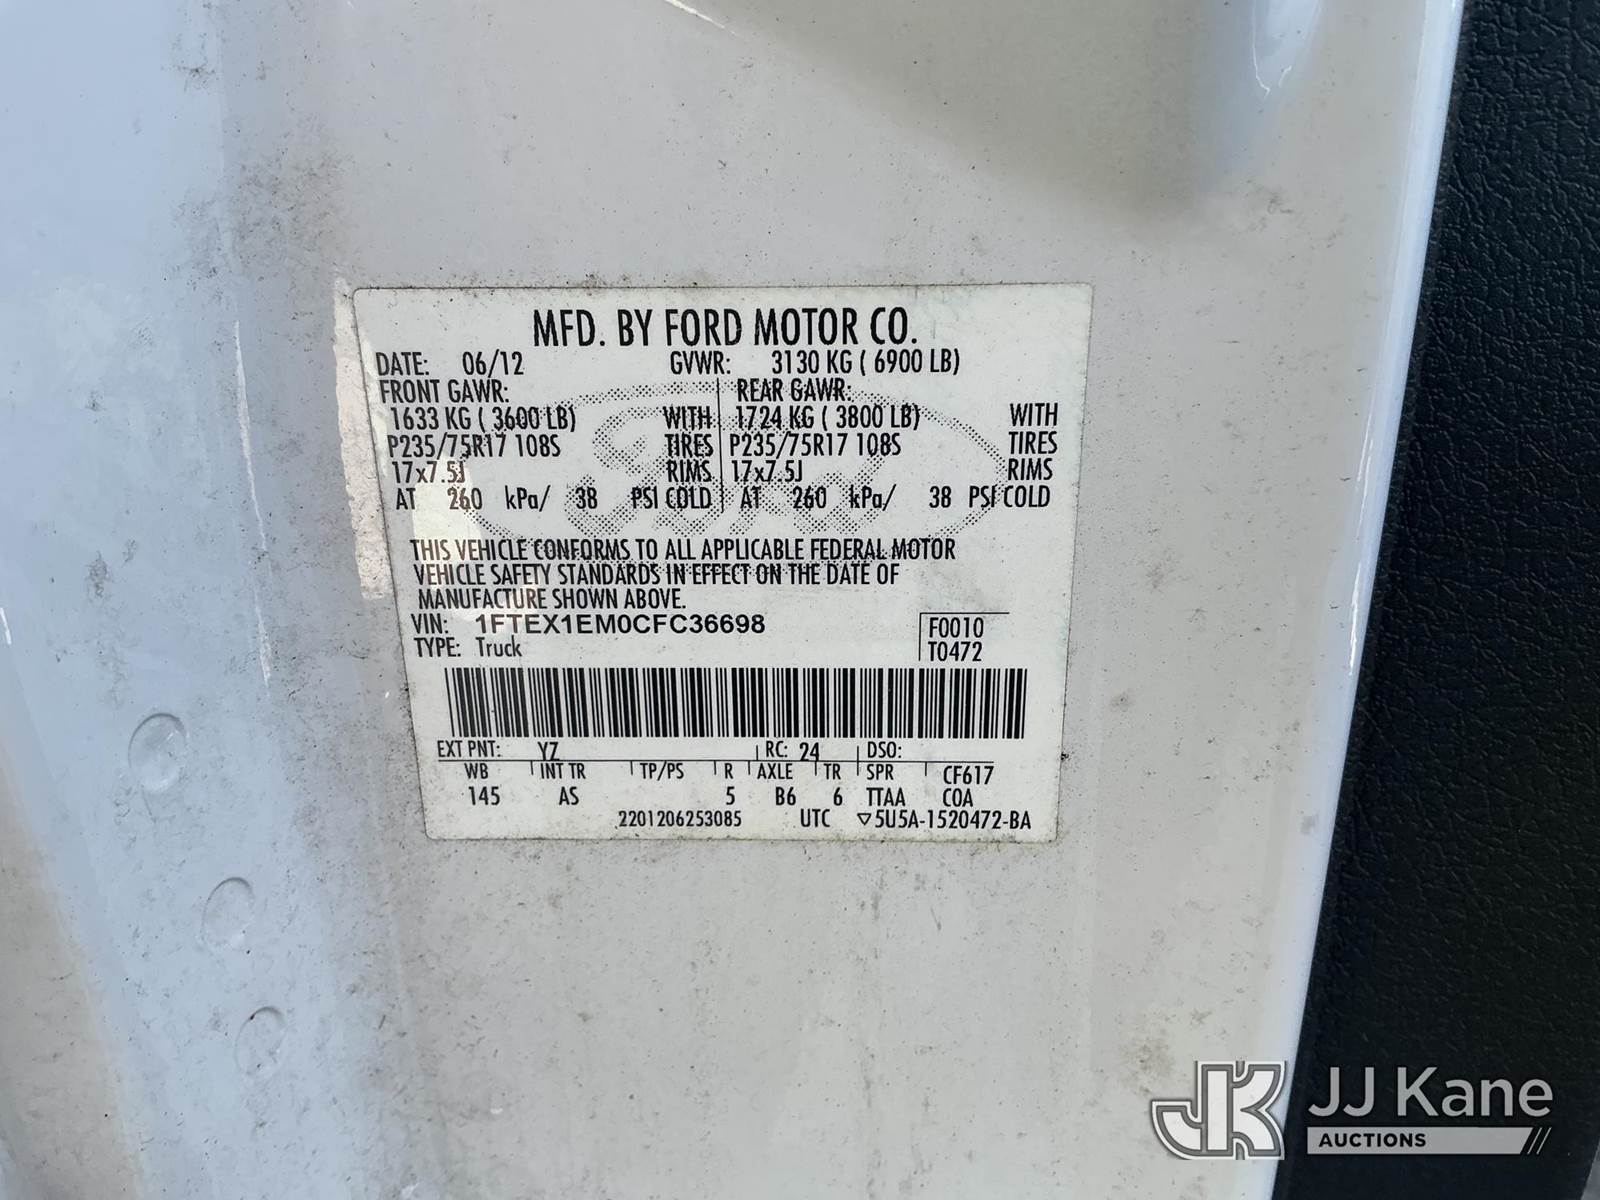 MFD. BY FORD MOTOR CO.
DATE: 06/12 GVWR: 3130 KG ( 6900 LB)
FRONT GAWR: REAR GAWR:
1633 KG ( 3600 LB) WITH 1724 KG ( 3800 LB) WITH
P235/75R17 108S TIRES P235/75R17 108S TIRES
17x7.5J RIMS 17x7.5J RIMS
AT 260 kPa/ 38 PSI COLD AT 260 kPa/ 38 PSI COLD
THIS VEHICLE CONFORMS TO ALL APPLICABLE FEDERAL MOTOR
VEHICLE SAFETY STANDARDS IN EFFECT ON THE DATE OF
MANUFACTURE SHOWN ABOVE.
VIN: 1FTEX1EM0CFC36698 F0010
TYPE: Truck T0472
EXT PNT: YZ RC: 24 DSO:
WB INT TR TP/PS R AXLE TR SPR CF617
145 AS 5 B6 6 TTAA COA
2201206253085 UTC ▽5U5A-1520472-BA
JK JJ Kane
AUCTIONS